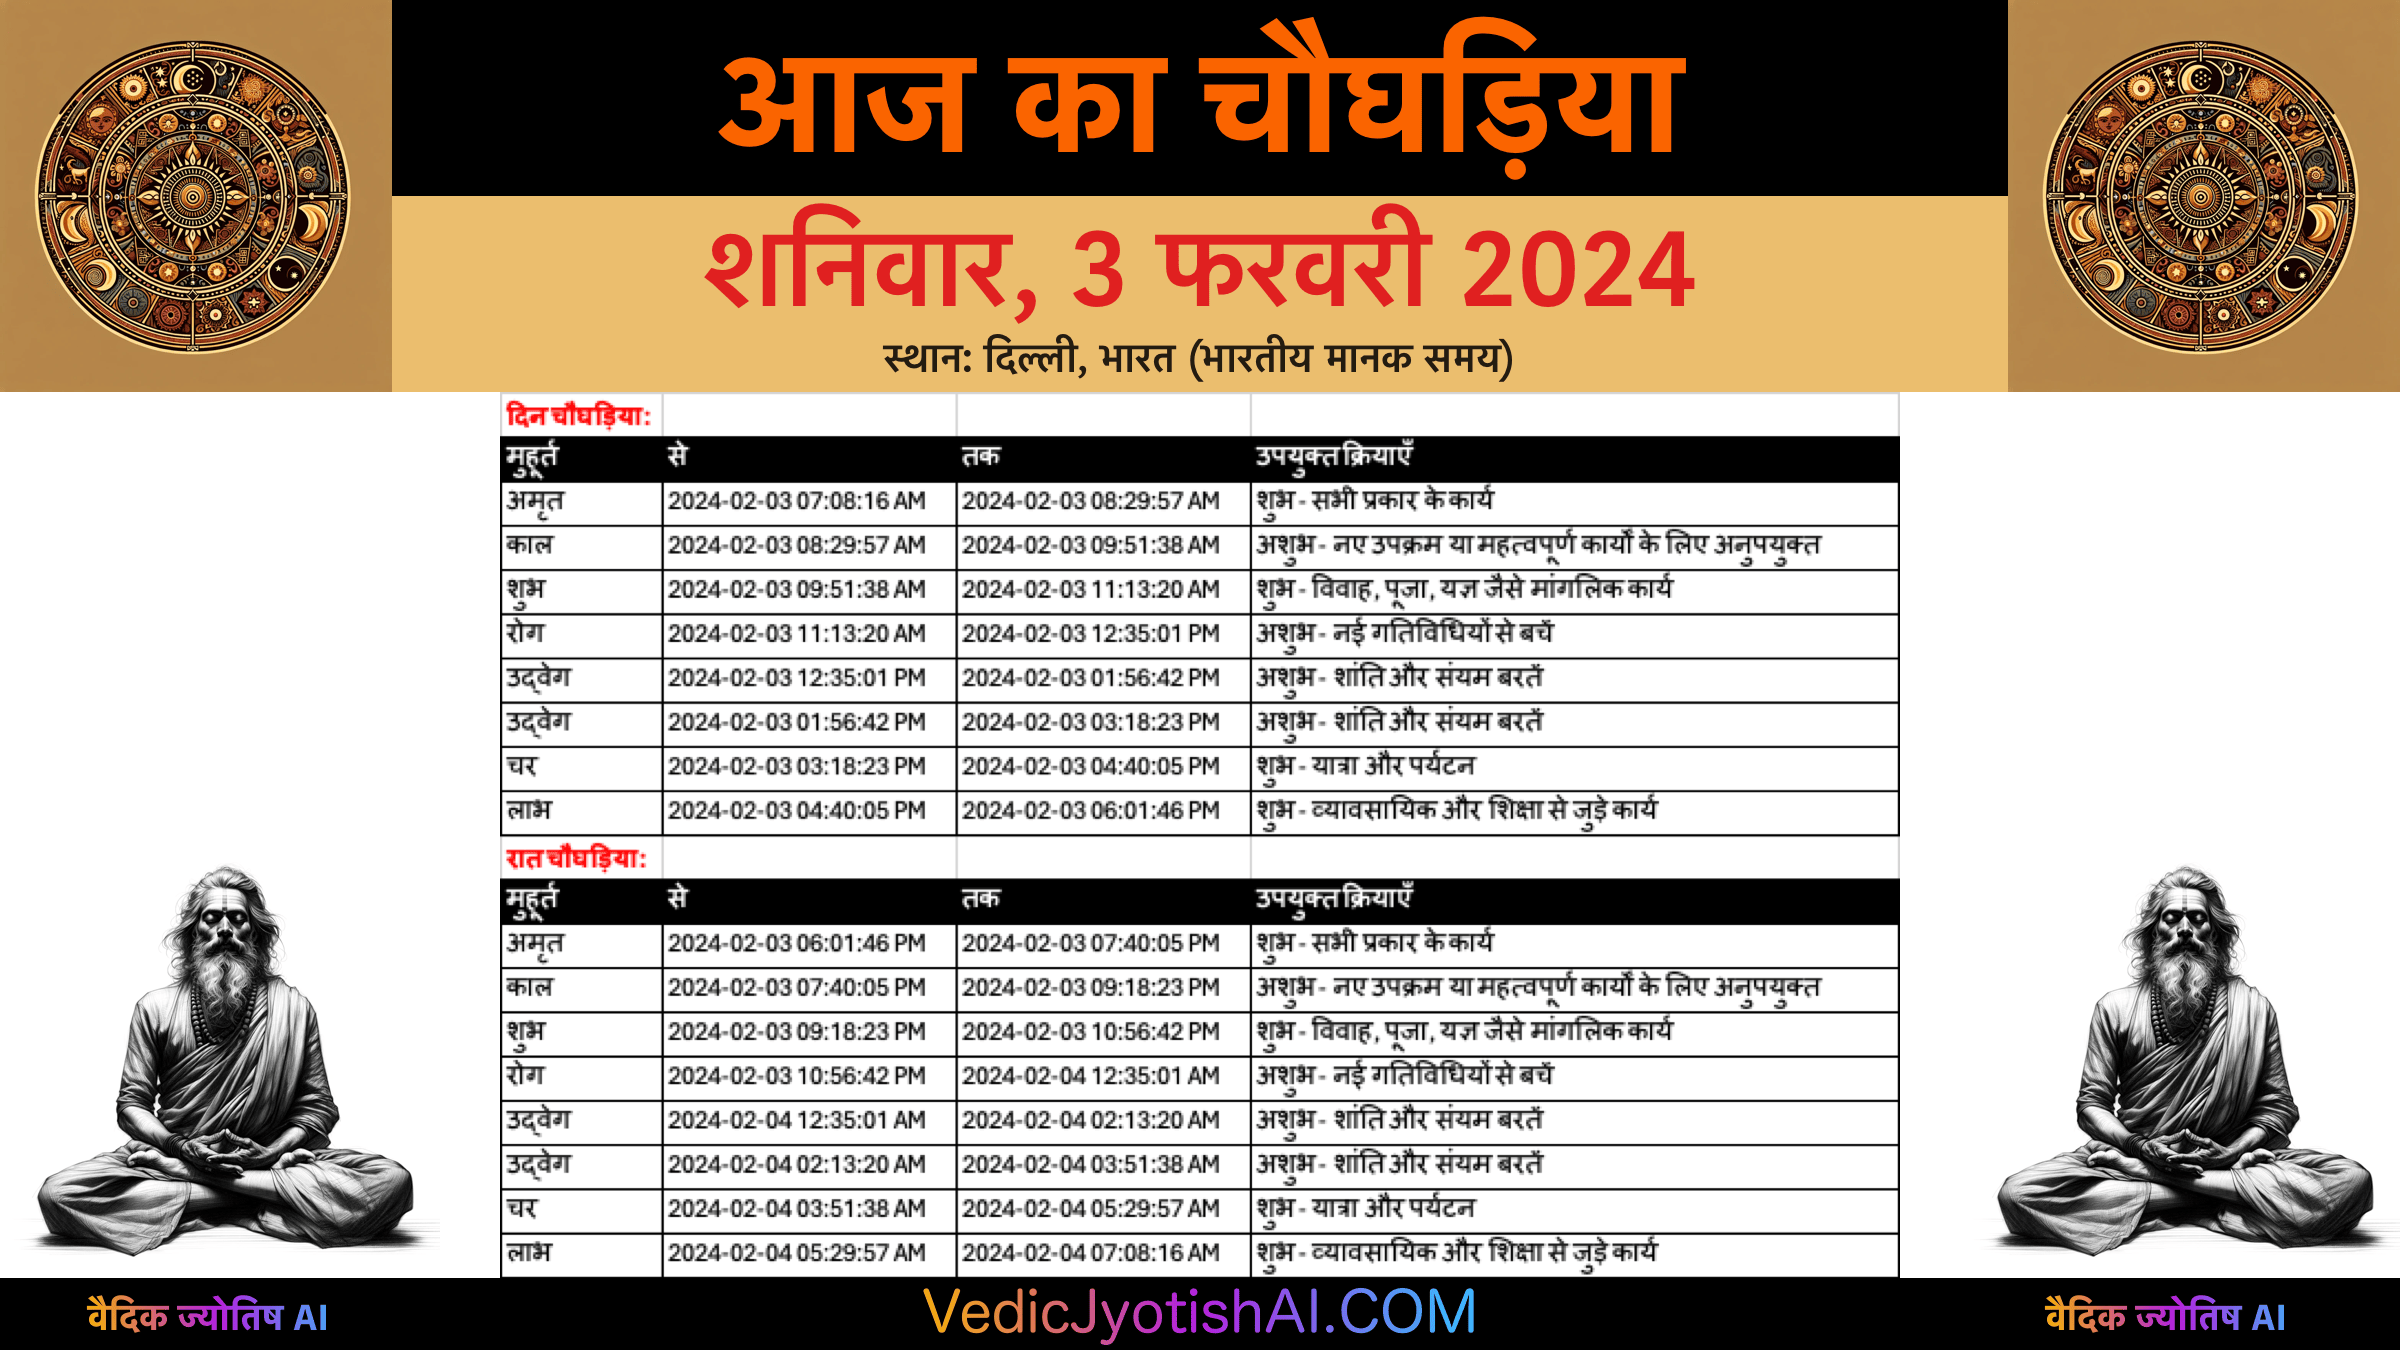 आज का चौघड़िया
शनिवार, 3 फरवरी 2024
स्थान: दिल्ली, भारत (भारतीय मानक समय)
दिन चौघड़िया:
मुहूर्त से तक उपयुक्त क्रियाएँ
अमृत 2024-02-03 07:08:16 AM 2024-02-03 08:29:57 AM शुभ - सभी प्रकार के कार्य
काल 2024-02-03 08:29:57 AM 2024-02-03 09:51:38 AM अशुभ - नए उपक्रम या महत्वपूर्ण कार्यों के लिए अनुपयुक्त
शुभ 2024-02-03 09:51:38 AM 2024-02-03 11:13:20 AM शुभ - विवाह, पूजा, यज्ञ जैसे मांगलिक कार्य
रोग 2024-02-03 11:13:20 AM 2024-02-03 12:35:01 PM अशुभ - नई गतिविधियों से बचें
उद्वेग 2024-02-03 12:35:01 PM 2024-02-03 01:56:42 PM अशुभ - शांति और संयम बरतें
उद्वेग 2024-02-03 01:56:42 PM 2024-02-03 03:18:23 PM अशुभ - शांति और संयम बरतें
चर 2024-02-03 03:18:23 PM 2024-02-03 04:40:05 PM शुभ - यात्रा और पर्यटन
लाभ 2024-02-03 04:40:05 PM 2024-02-03 06:01:46 PM शुभ - व्यावसायिक और शिक्षा से जुड़े कार्य
रात चौघड़िया:
मुहूर्त से तक उपयुक्त क्रियाएँ
अमृत 2024-02-03 06:01:46 PM 2024-02-03 07:40:05 PM शुभ - सभी प्रकार के कार्य
काल 2024-02-03 07:40:05 PM 2024-02-03 09:18:23 PM अशुभ - नए उपक्रम या महत्वपूर्ण कार्यों के लिए अनुपयुक्त
शुभ 2024-02-03 09:18:23 PM 2024-02-03 10:56:42 PM शुभ - विवाह, पूजा, यज्ञ जैसे मांगलिक कार्य
रोग 2024-02-03 10:56:42 PM 2024-02-04 12:35:01 AM अशुभ - नई गतिविधियों से बचें
उद्वेग 2024-02-04 12:35:01 AM 2024-02-04 02:13:20 AM अशुभ - शांति और संयम बरतें
उद्वेग 2024-02-04 02:13:20 AM 2024-02-04 03:51:38 AM अशुभ - शांति और संयम बरतें
चर 2024-02-04 03:51:38 AM 2024-02-04 05:29:57 AM शुभ - यात्रा और पर्यटन
लाभ 2024-02-04 05:29:57 AM 2024-02-04 07:08:16 AM शुभ - व्यावसायिक और शिक्षा से जुड़े कार्य
वैदिक ज्योतिष AI VedicJyotishAI.COM वैदिक ज्योतिष AI